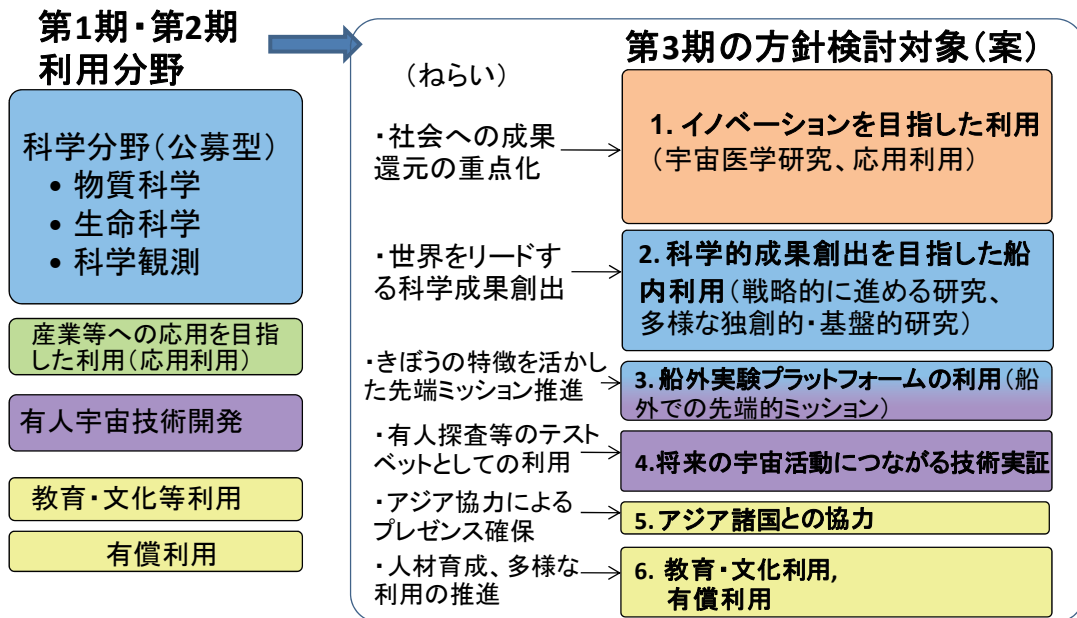 第1期・第2期
利用分野
科学分野（公募型）
• 物質科学
• 生命科学
• 科学観測
産業等への応用を目指
した利用（応用利用）
有人宇宙技術開発
教育・文化等利用
有償利用
第3期の方針検討対象（案）
（ねらい）
・社会への成果
還元の重点化
1. イノベーションを目指した利用
（宇宙医学研究、応用利用）
・世界をリードす
る科学成果創出
2. 科学的成果創出を目指した船
内利用（戦略的に進める研究、
多様な独創的・基盤的研究）
・きぼうの特徴を活かし
た先端ミッション推進
3. 船外実験プラットフォームの利用（船
外での先端的ミッション）
・有人探査等のテスト
ベットとしての利用
4.将来の宇宙活動につながる技術実証
・アジア協力による
プレゼンス確保
5. アジア諸国との協力
・人材育成、多様な
利用の推進
6. 教育・文化利用,
有償利用